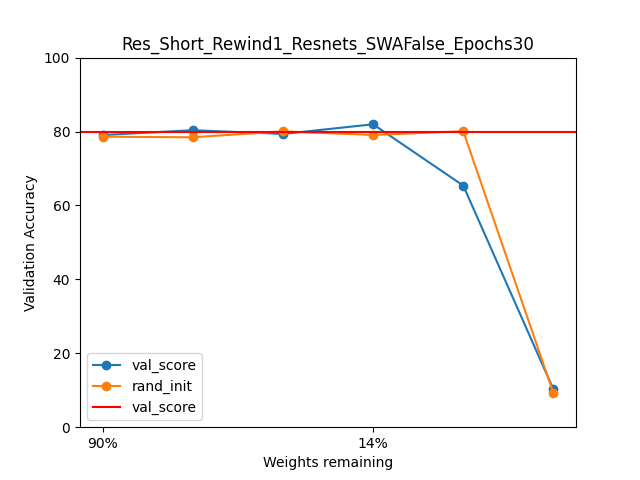 Res_Short_Rewind1_Resnets_SWAFalse_Epochs30
100
80
60
40
20
0
Validation Accuracy
val_score
rand_init
val_score
90%
14%
Weights remaining